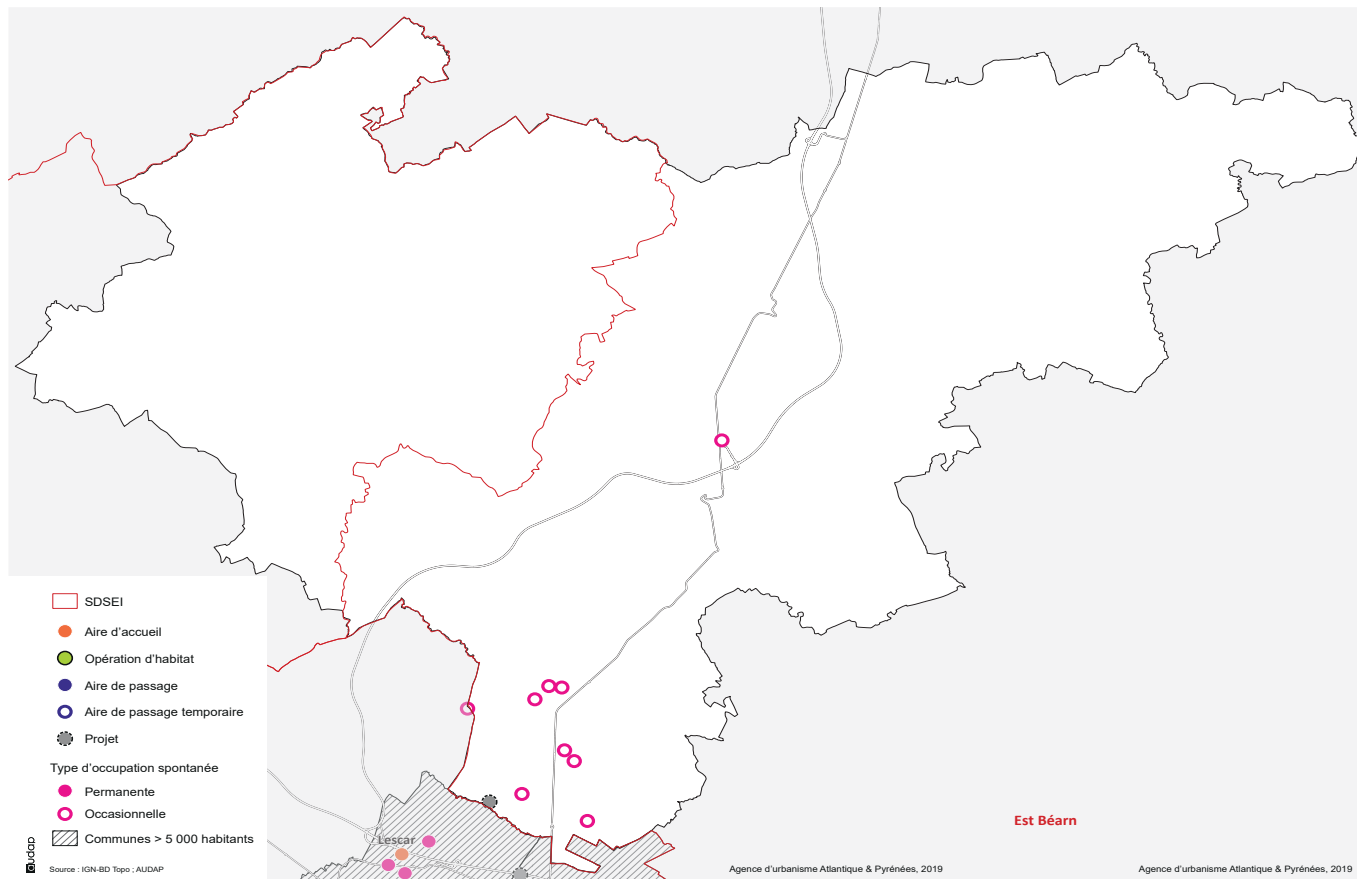 SDSEI
Aire d'accueil
Opération d'habitat
Aire de passage
Aire de passage temporaire
Projet
Type d'occupation spontanée
Permanente
Occasionnelle
Communes > 5 000 habitants
audap
Source : IGN-BD Topo ; AUDAP
Lescar
Est Béarn
Agence d'urbanisme Atlantique & Pyrénées, 2019
Agence d'urbanisme Atlantique & Pyrénées, 2019